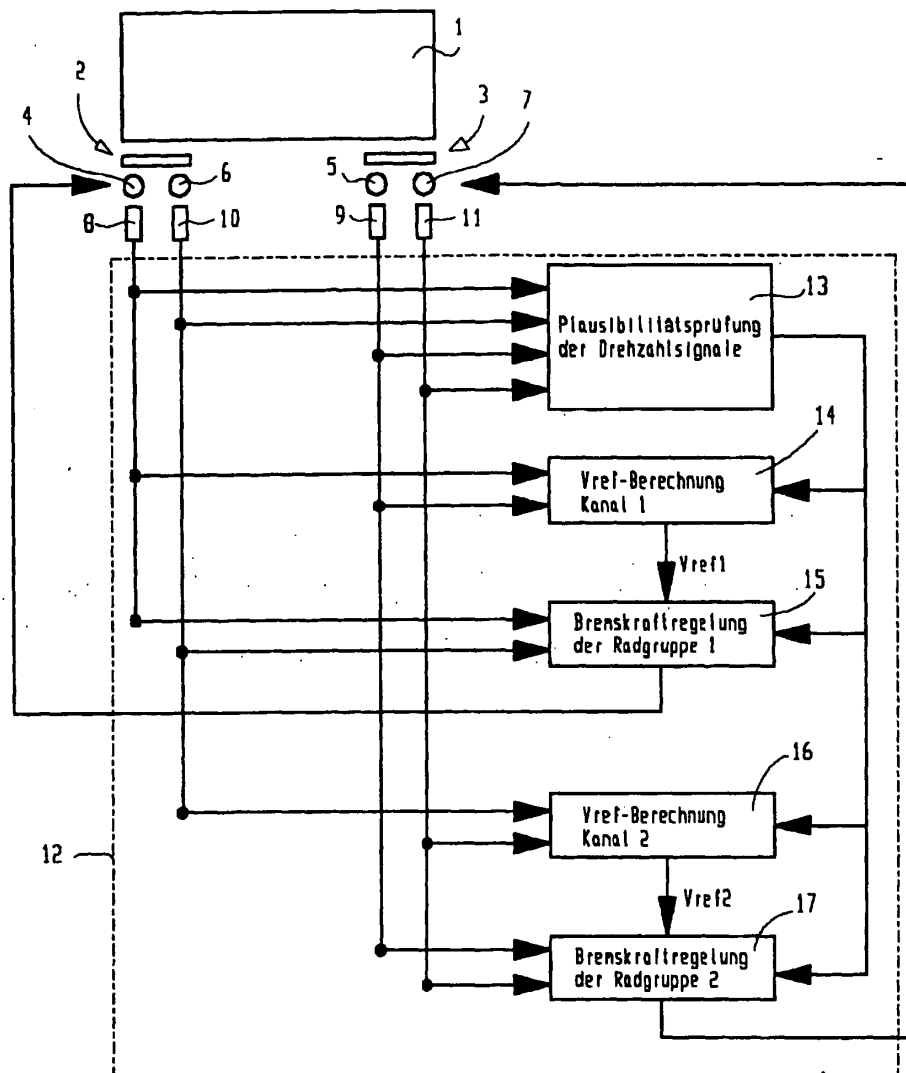 1
2
3
4
6
5
7
8
10
9
11
13
Plausibilitätsprüfung
der Drehzahlsignale
14
Vref-Berechnung
Kanal 1
Vref1
15
Bremskraftregelung
der Radgruppe 1
16
Vref-Berechnung
Kanal 2
12
Vref2
17
Bremskraftregelung
der Radgruppe 2